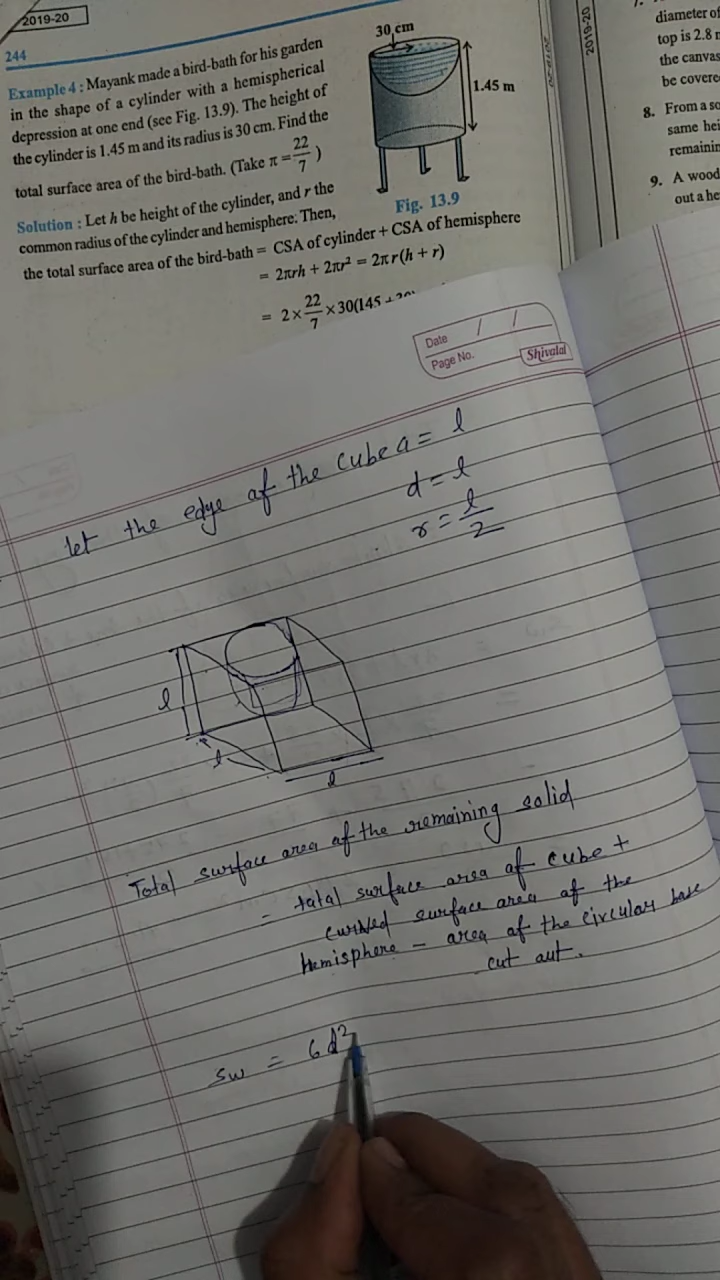 2019-20
244
Example 4 : Mayank made a bird-bath for his garden
in the shape of a cylinder with a hemispherical
depression at one end (see Fig. 13.9). The height of
the cylinder is 1.45 m and its radius is 30 cm. Find the
total surface area of the bird-bath. (Take π = 22/7)
30 cm
1.45 m
Fig. 13.9
Solution : Let h be height of the cylinder, and r the
common radius of the cylinder and hemisphere. Then,
the total surface area of the bird-bath = CSA of cylinder + CSA of hemisphere
= 2πrh + 2πr² = 2πr(h + r)
= 2 × 22/7 × 30(145 +
2019-20
diameter of
top is 2.8
the canvas
be covere
8. From a so
same hei
remainin
9. A wood
out a he
Date / /
Page No.
Shivalal
let the edge of the cube a = l
d = l
r = l/2
l
l
l
Total surface area of the remaining solid
= tatal surface area of cube +
curved surface area of the
Hemisphere – area of the circular base
cut aut.
= 6